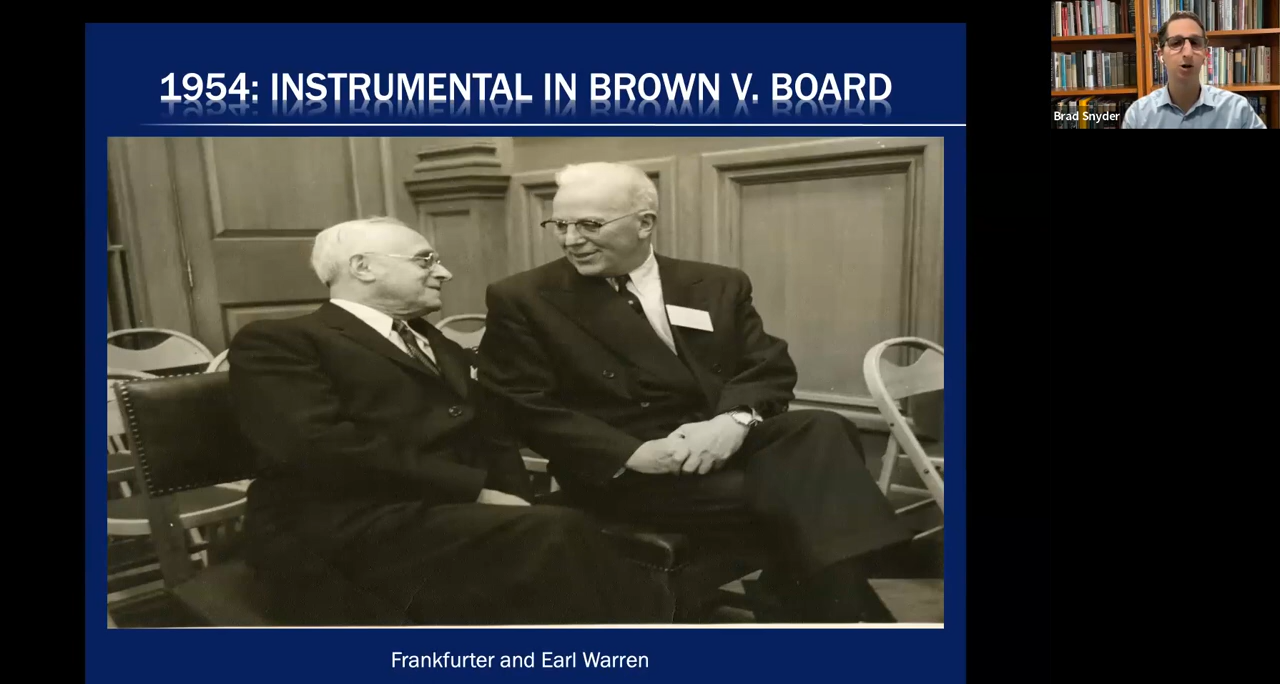 1954: INSTRUMENTAL IN BROWN V. BOARD
Brad Snyder
Frankfurter and Earl Warren